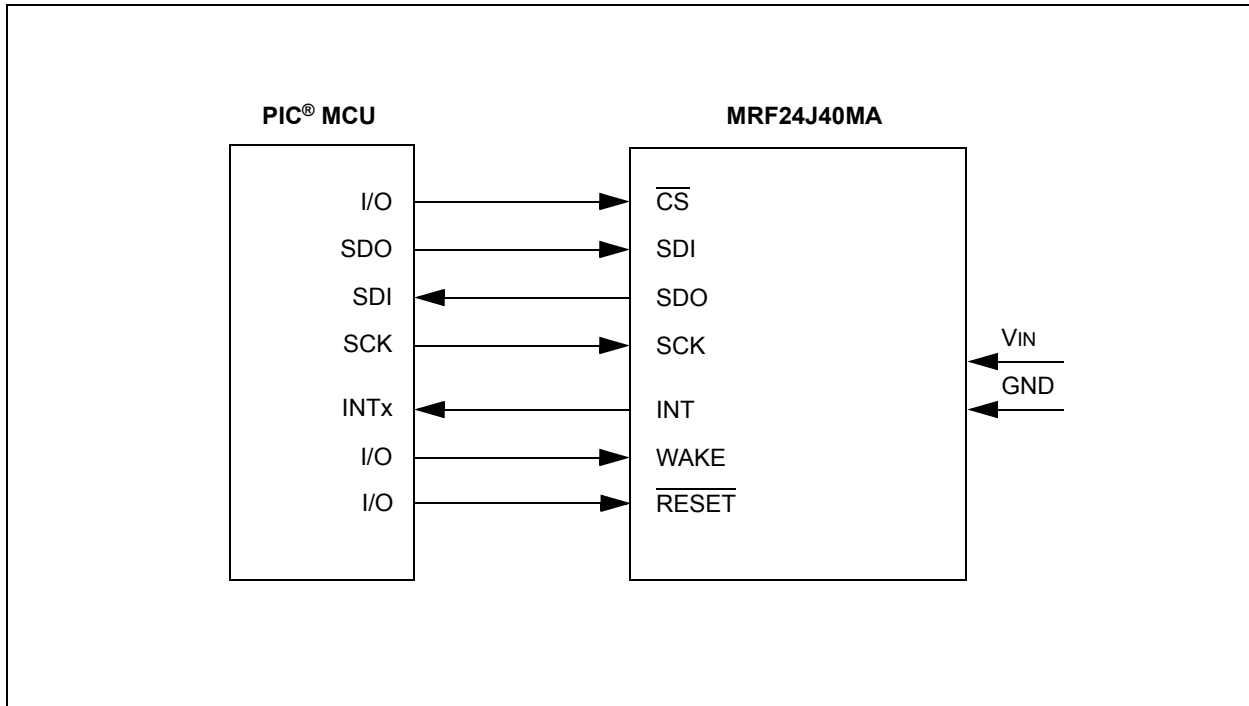 PIC® MCU
MRF24J40MA
I/O
CS
SDO
SDI
SDI
SDO
SCK
SCK
VIN
GND
INTx
INT
I/O
WAKE
I/O
RESET